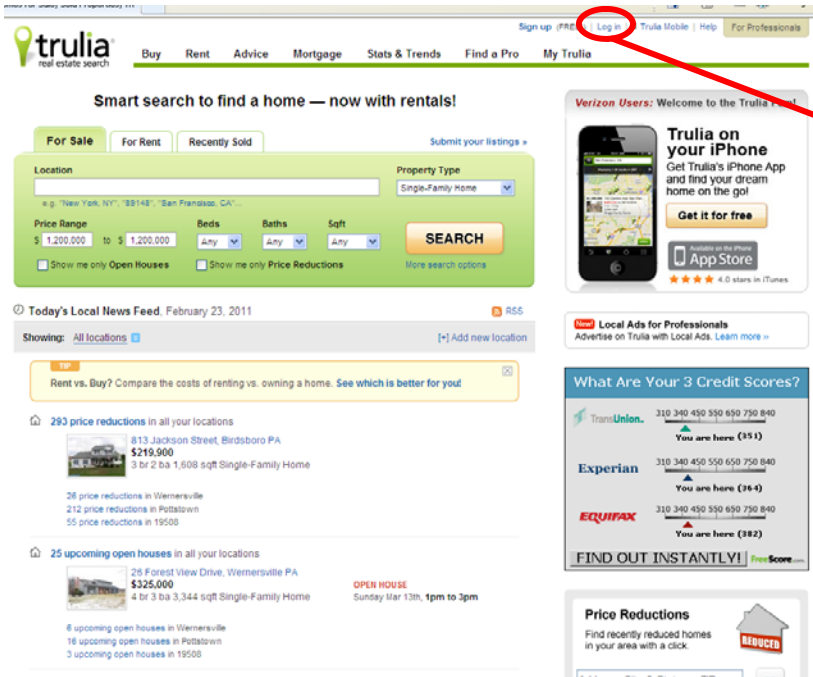 Sign up (FREE) | Log in | Trulia Mobile | Help For Professionals
trulia
real estate search
Buy Rent Advice Mortgage Stats & Trends Find a Pro My Trulia
Smart search to find a home — now with rentals!
For Sale For Rent Recently Sold Submit your listings »
Location Property Type
Single-Family Home
e.g. "New York, NY", "89148", "San Francisco, CA"...
Price Range Beds Baths Sqft
$ 1,200,000 to $ 1,200,000 Any Any Any SEARCH
Show me only Open Houses Show me only Price Reductions More search options
Today's Local News Feed, February 23, 2011 RSS
Showing: All locations [+] Add new location
TIP
Rent vs. Buy? Compare the costs of renting vs. owning a home. See which is better for you!
293 price reductions in all your locations
813 Jackson Street, Birdsboro PA
$219,900
3 br 2 ba 1,608 sqft Single-Family Home
26 price reductions in Wernersville
212 price reductions in Pottstown
55 price reductions in 19508
25 upcoming open houses in all your locations
26 Forest View Drive, Wernersville PA
$325,000 OPEN HOUSE
4 br 3 ba 3,344 sqft Single-Family Home Sunday Mar 13th, 1pm to 3pm
6 upcoming open houses in Wernersville
16 upcoming open houses in Pottstown
3 upcoming open houses in 19508
Verizon Users: Welcome to the Trulia
Trulia on
your iPhone
Get Trulia's iPhone App
and find your dream
home on the go!
Get it for free
Available on the iPhone
App Store
4.0 stars in iTunes
New! Local Ads for Professionals
Advertise on Trulia with Local Ads. Learn more »
What Are Your 3 Credit Scores?
TransUnion. 310 340 450 550 650 750 840
You are here (351)
Experian 310 340 450 550 650 750 840
You are here (364)
EQUIFAX 310 340 450 550 650 750 840
You are here (382)
FIND OUT INSTANTLY! FreeScore.com
Price Reductions
Find recently reduced homes
in your area with a click.
REDUCED